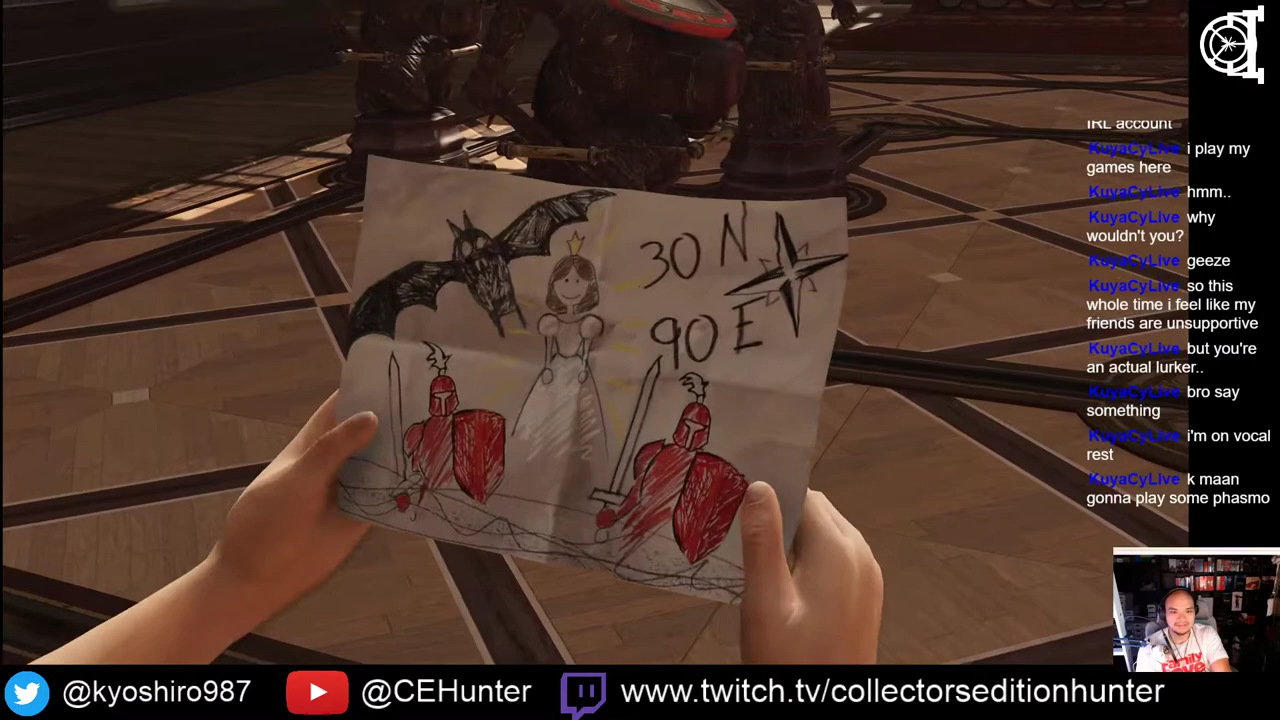 30 N
90 E
IRL account
KuyaCyLive i play my
games here
KuyaCyLive hmm..
KuyaCyLive why
wouldn't you?
KuyaCyLive geeze
KuyaCyLive so this
whole time i feel like my
friends are unsupportive
KuyaCyLive but you're
an actual lurker..
KuyaCyLive bro say
something
KuyaCyLive i'm on vocal
rest
KuyaCyLive k maan
gonna play some phasmo
@kyoshiro987
@CEHunter
www.twitch.tv/collectorseditionhunter